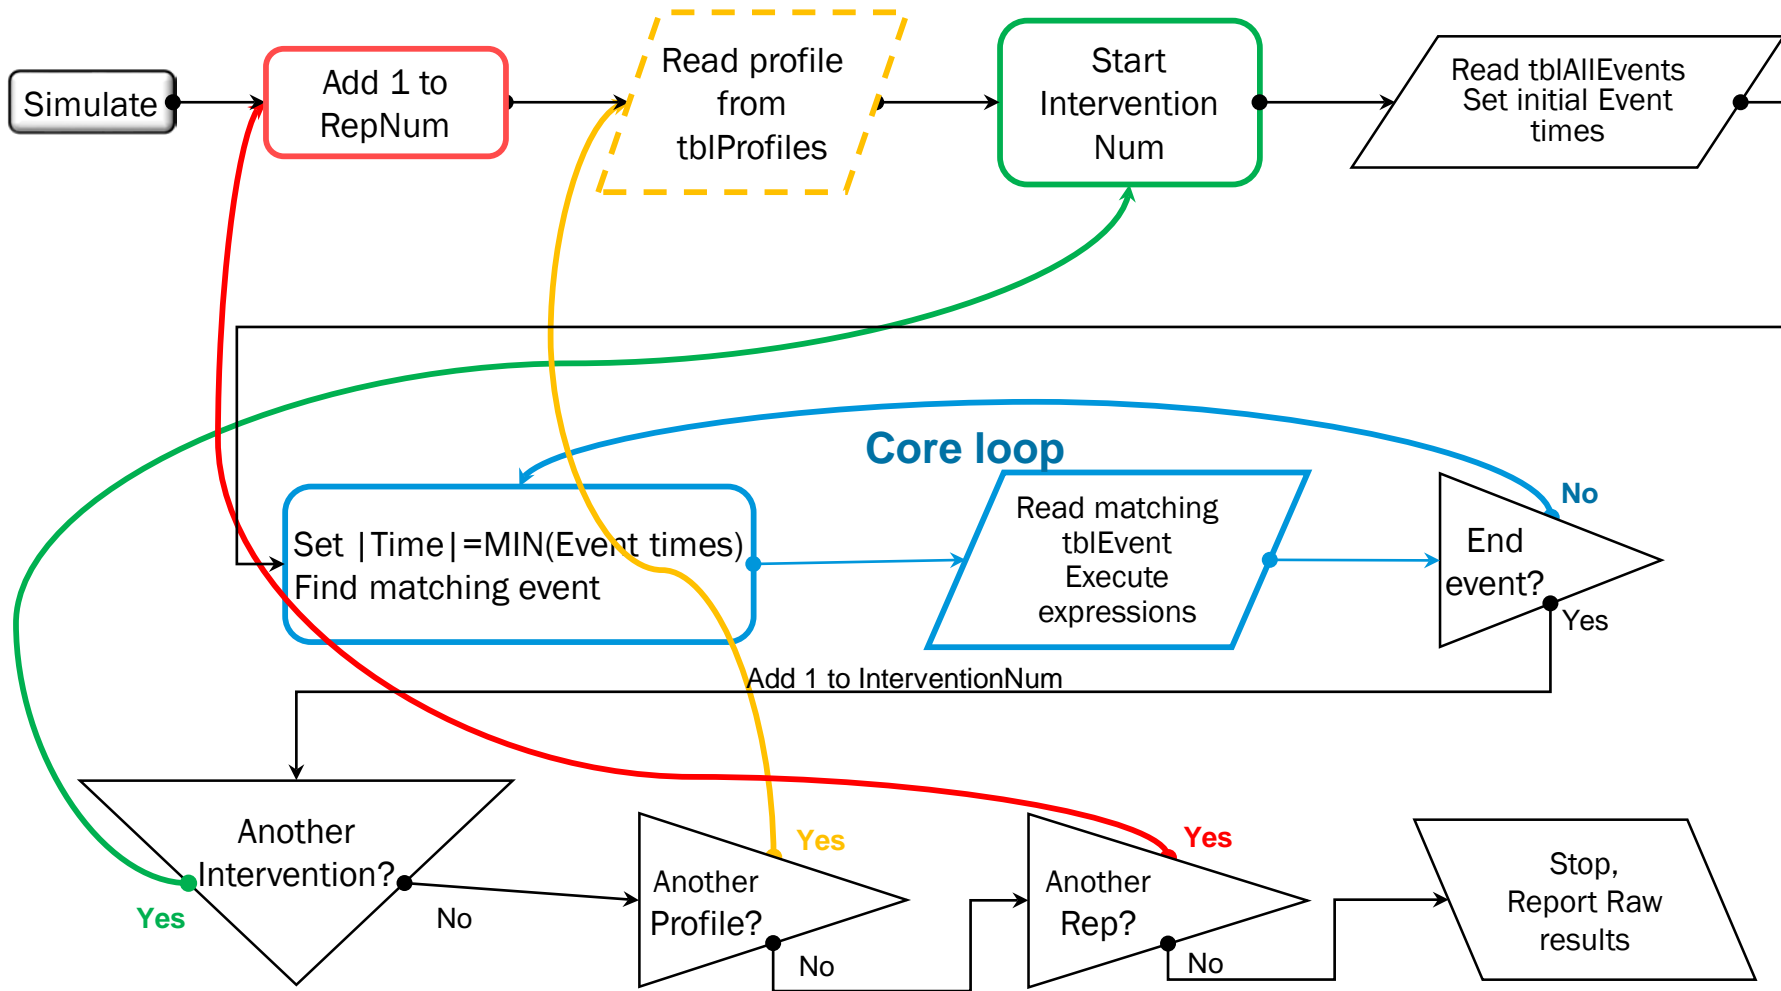 Simulate
Add 1 to
RepNum
Read profile
from
tblProfiles
Start
Intervention
Num
Read tblAllEvents
Set initial Event
times
Core loop
Set |Time|=MIN(Event times)
Find matching event
Read matching
tblEvent
Execute
expressions
No
End
event?
Yes
Add 1 to InterventionNum
Another
Intervention?
Yes
No
Another
Profile?
Yes
No
Another
Rep?
Yes
No
Stop,
Report Raw
results